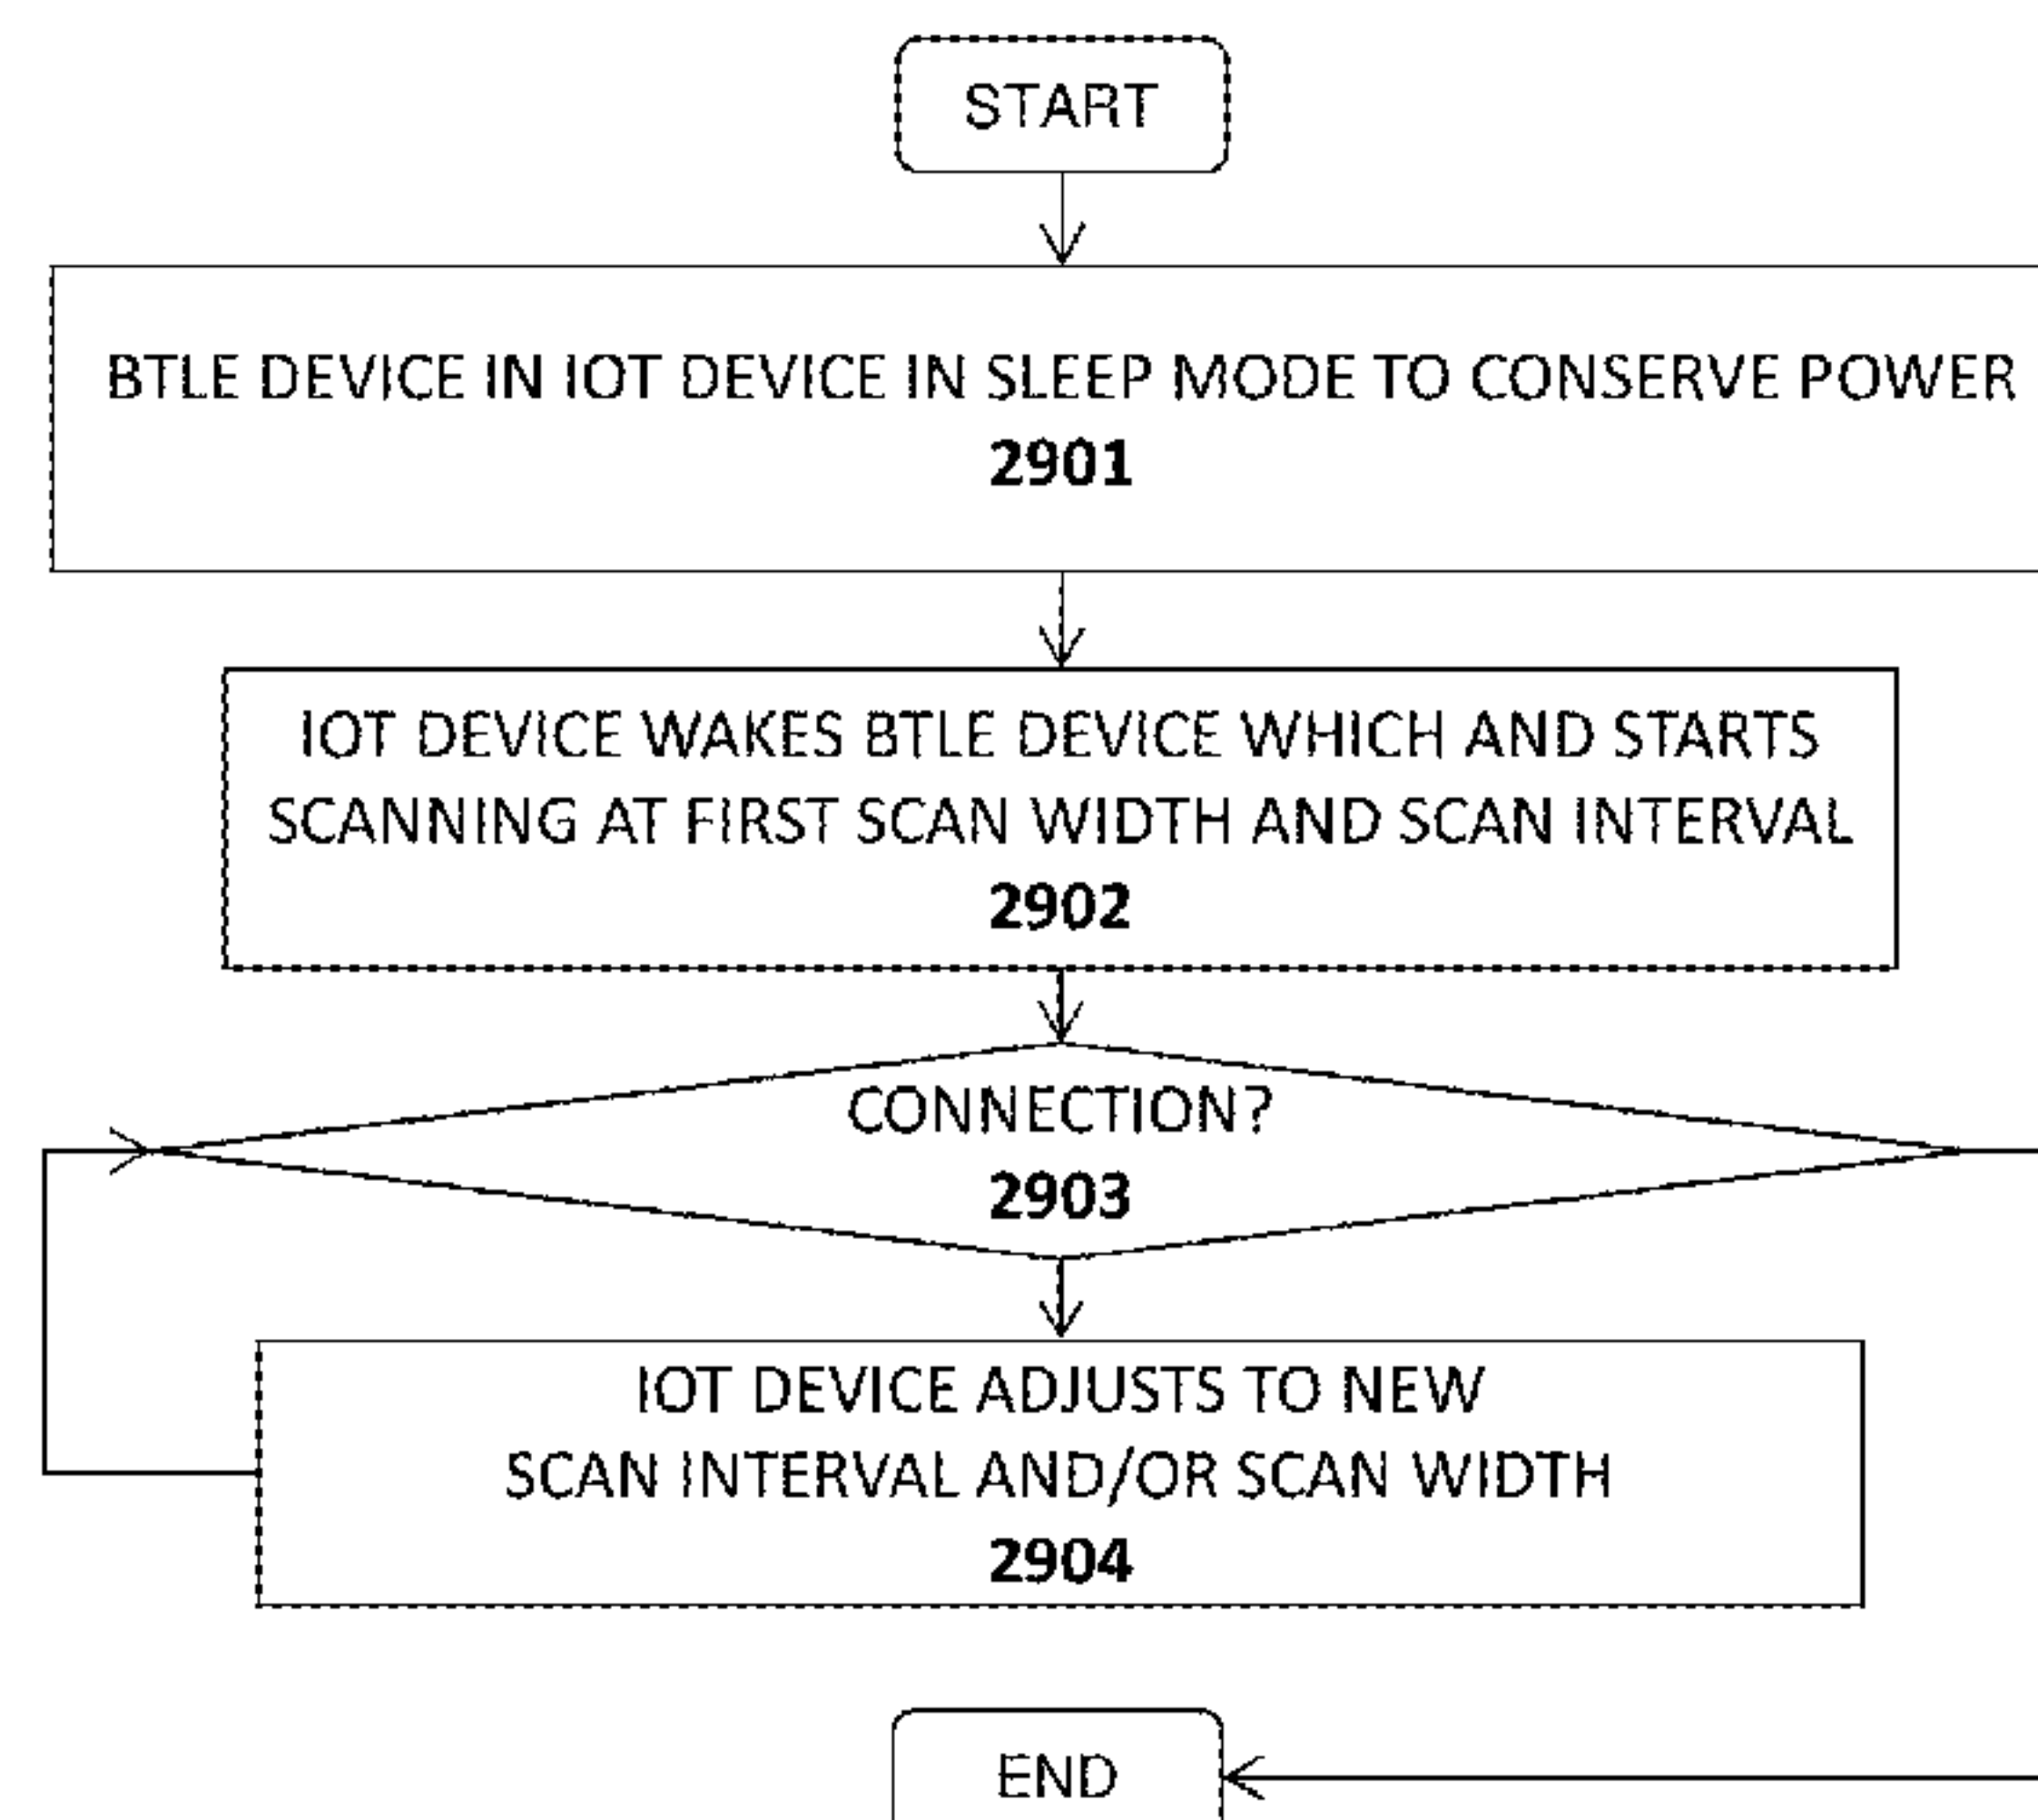 START
BTLE DEVICE IN IOT DEVICE IN SLEEP MODE TO CONSERVE POWER
2901
IOT DEVICE WAKES BTLE DEVICE WHICH AND STARTS
SCANNING AT FIRST SCAN WIDTH AND SCAN INTERVAL
2902
CONNECTION?
2903
IOT DEVICE ADJUSTS TO NEW
SCAN INTERVAL AND/OR SCAN WIDTH
2904
END